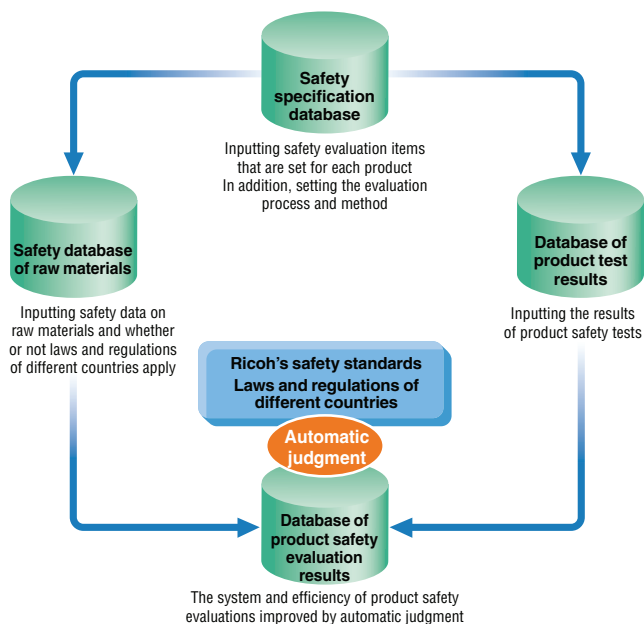 Safety
specification
database
Inputting safety evaluation items
that are set for each product
In addition, setting the evaluation
process and method
Safety database
of raw materials
Inputting safety data on
raw materials and whether
or not laws and regulations
of different countries apply
Database of
product test
results
Inputting the results
of product safety tests
Ricoh's safety standards
Laws and regulations of
different countries
Automatic
judgment
Database of
product safety
evaluation
results
The system and efficiency of product safety
evaluations improved by automatic judgment